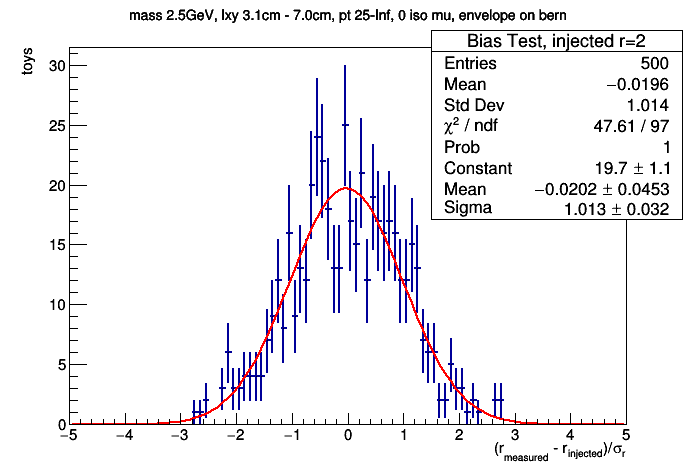 mass 2.5GeV, lxy 3.1cm - 7.0cm, pt 25-Inf, 0 iso mu, envelope on bern
Bias Test, injected r=2
Entries 500
Mean −0.0196
Std Dev 1.014
χ² / ndf 47.61 / 97
Prob 1
Constant 19.7 ± 1.1
Mean −0.0202 ± 0.0453
Sigma 1.013 ± 0.032
toys
30
25
20
15
10
5
0
−5 −4 −3 −2 −1 0 1 2 3 4 5
(r_measured - r_injected)/σ_r